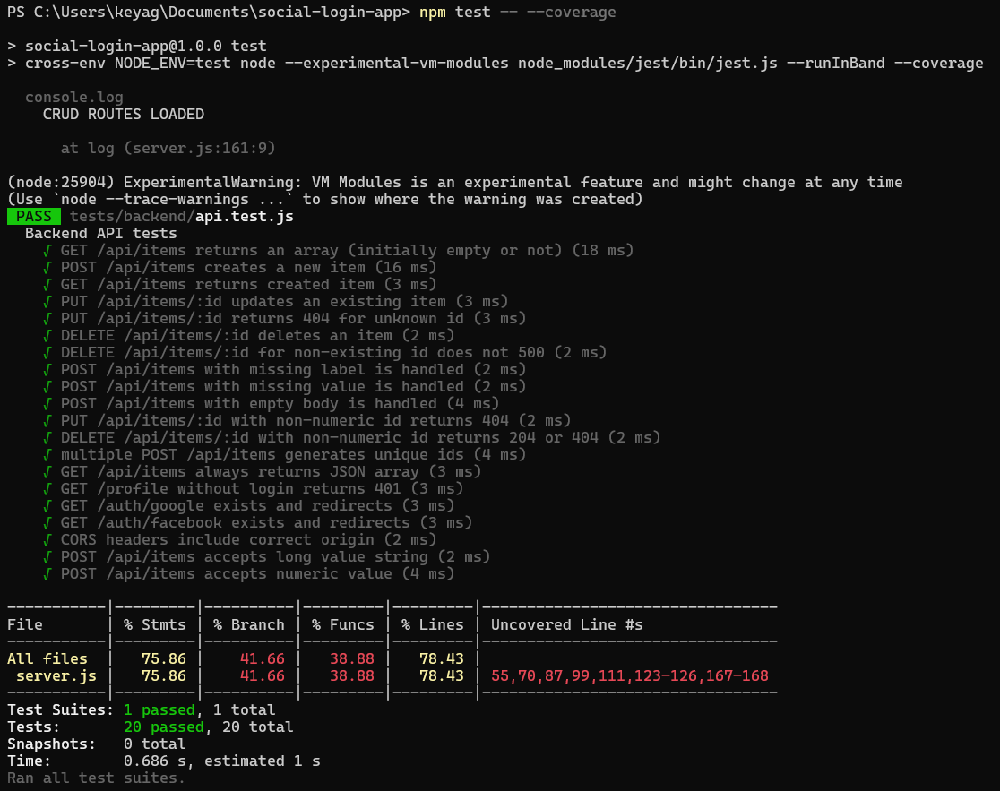 PS C:\Users\keyag\Documents\social-login-app> npm test -- --coverage
> social-login-app@1.0.0 test
> cross-env NODE_ENV=test node --experimental-vm-modules node_modules/jest/bin/jest.js --runInBand --coverage
console.log
CRUD ROUTES LOADED
at log (server.js:161:9)
(node:25904) ExperimentalWarning: VM Modules is an experimental feature and might change at any time
(Use `node --trace-warnings ...` to show where the warning was created)
PASS tests/backend/api.test.js
Backend API tests
√ GET /api/items returns an array (initially empty or not) (18 ms)
√ POST /api/items creates a new item (16 ms)
√ GET /api/items returns created item (3 ms)
√ PUT /api/items/:id updates an existing item (3 ms)
√ PUT /api/items/:id returns 404 for unknown id (3 ms)
√ DELETE /api/items/:id deletes an item (2 ms)
√ DELETE /api/items/:id for non-existing id does not 500 (2 ms)
√ POST /api/items with missing label is handled (2 ms)
√ POST /api/items with missing value is handled (2 ms)
√ POST /api/items with empty body is handled (4 ms)
√ PUT /api/items/:id with non-numeric id returns 404 (2 ms)
√ DELETE /api/items/:id with non-numeric id returns 204 or 404 (2 ms)
√ multiple POST /api/items generates unique ids (4 ms)
√ GET /api/items always returns JSON array (3 ms)
√ GET /profile without login returns 401 (3 ms)
√ GET /auth/google exists and redirects (3 ms)
√ GET /auth/facebook exists and redirects (3 ms)
√ CORS headers include correct origin (2 ms)
√ POST /api/items accepts long value string (2 ms)
√ POST /api/items accepts numeric value (4 ms)
-----------|---------|----------|---------|---------|---------------------------------
File | % Stmts | % Branch | % Funcs | % Lines | Uncovered Line #s
-----------|---------|----------|---------|---------|---------------------------------
All files | 75.86 | 41.66 | 38.88 | 78.43 |
server.js | 75.86 | 41.66 | 38.88 | 78.43 | 55,70,87,99,111,123-126,167-168
-----------|---------|----------|---------|---------|---------------------------------
Test Suites: 1 passed, 1 total
Tests: 20 passed, 20 total
Snapshots: 0 total
Time: 0.686 s, estimated 1 s
Ran all test suites.